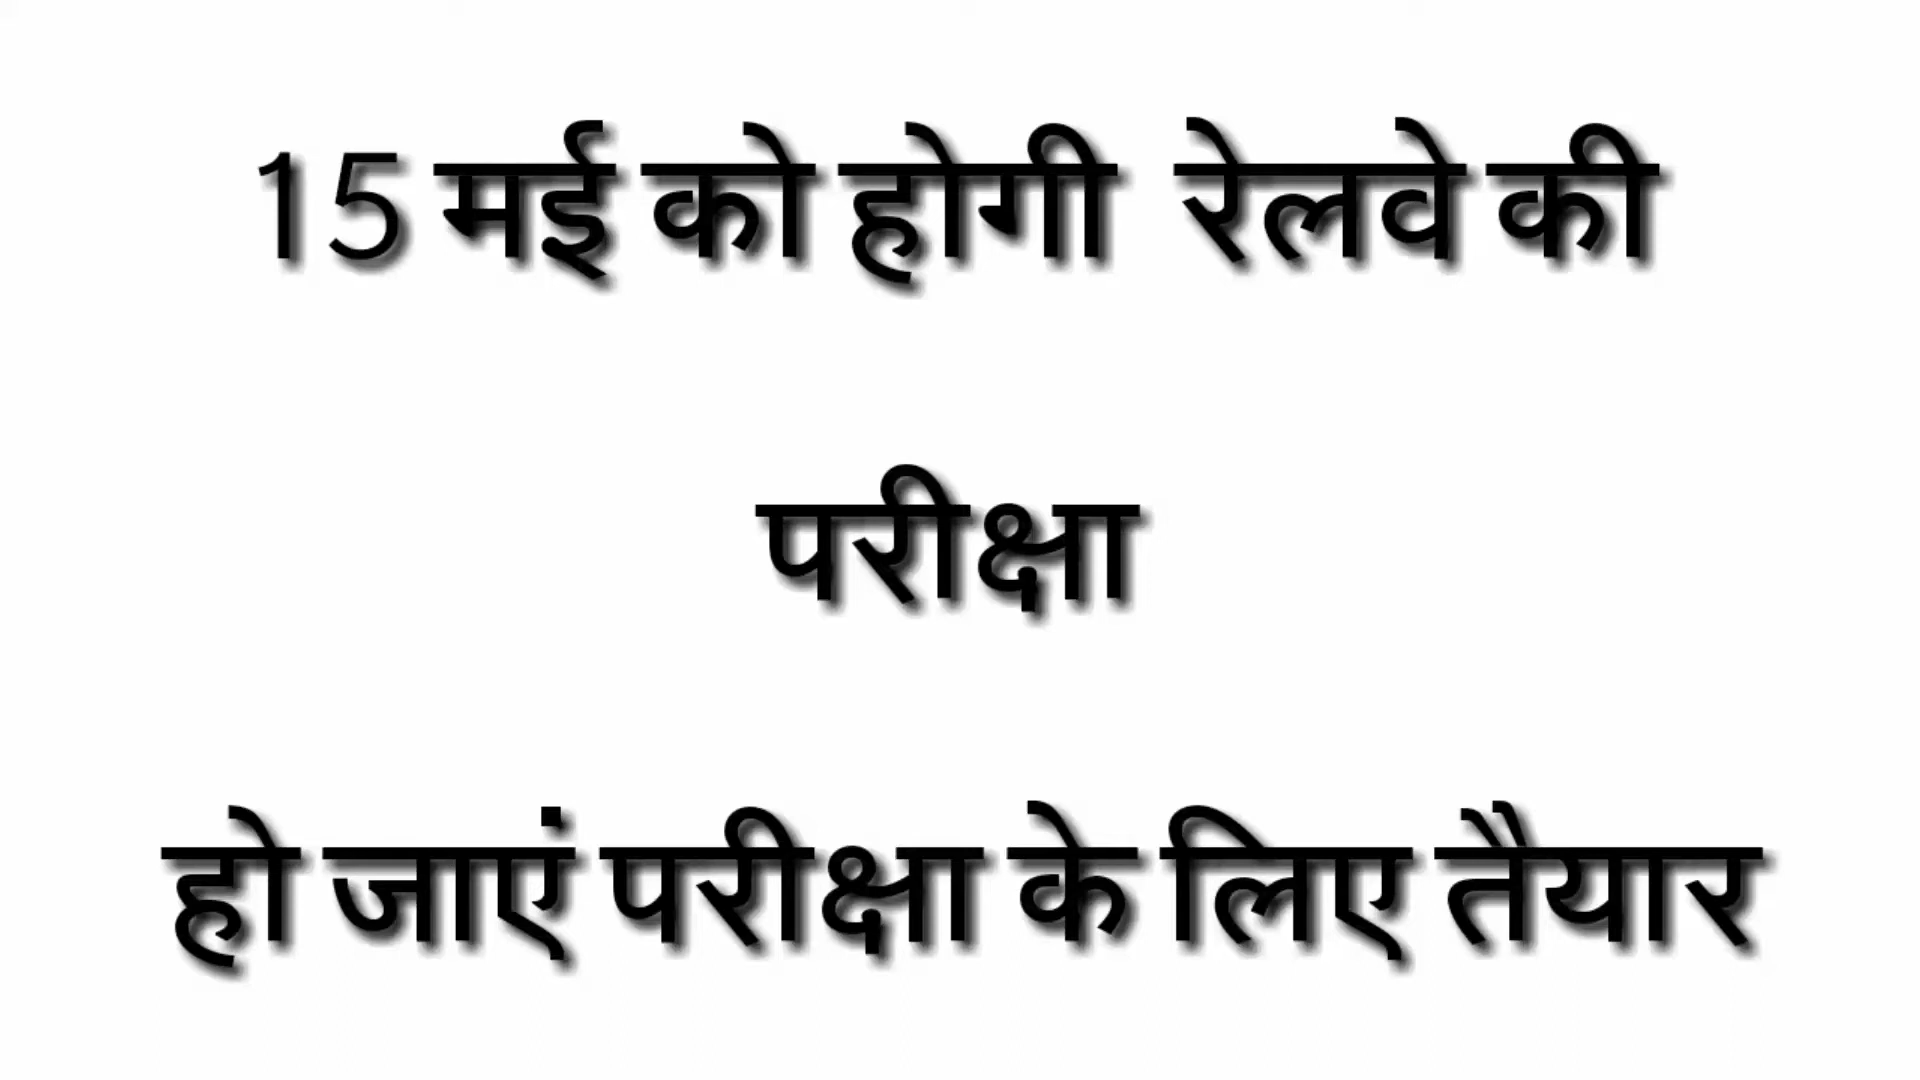 15 मई को होगी रेलवे की
परीक्षा
हो जाएं परीक्षा के लिए तैयार